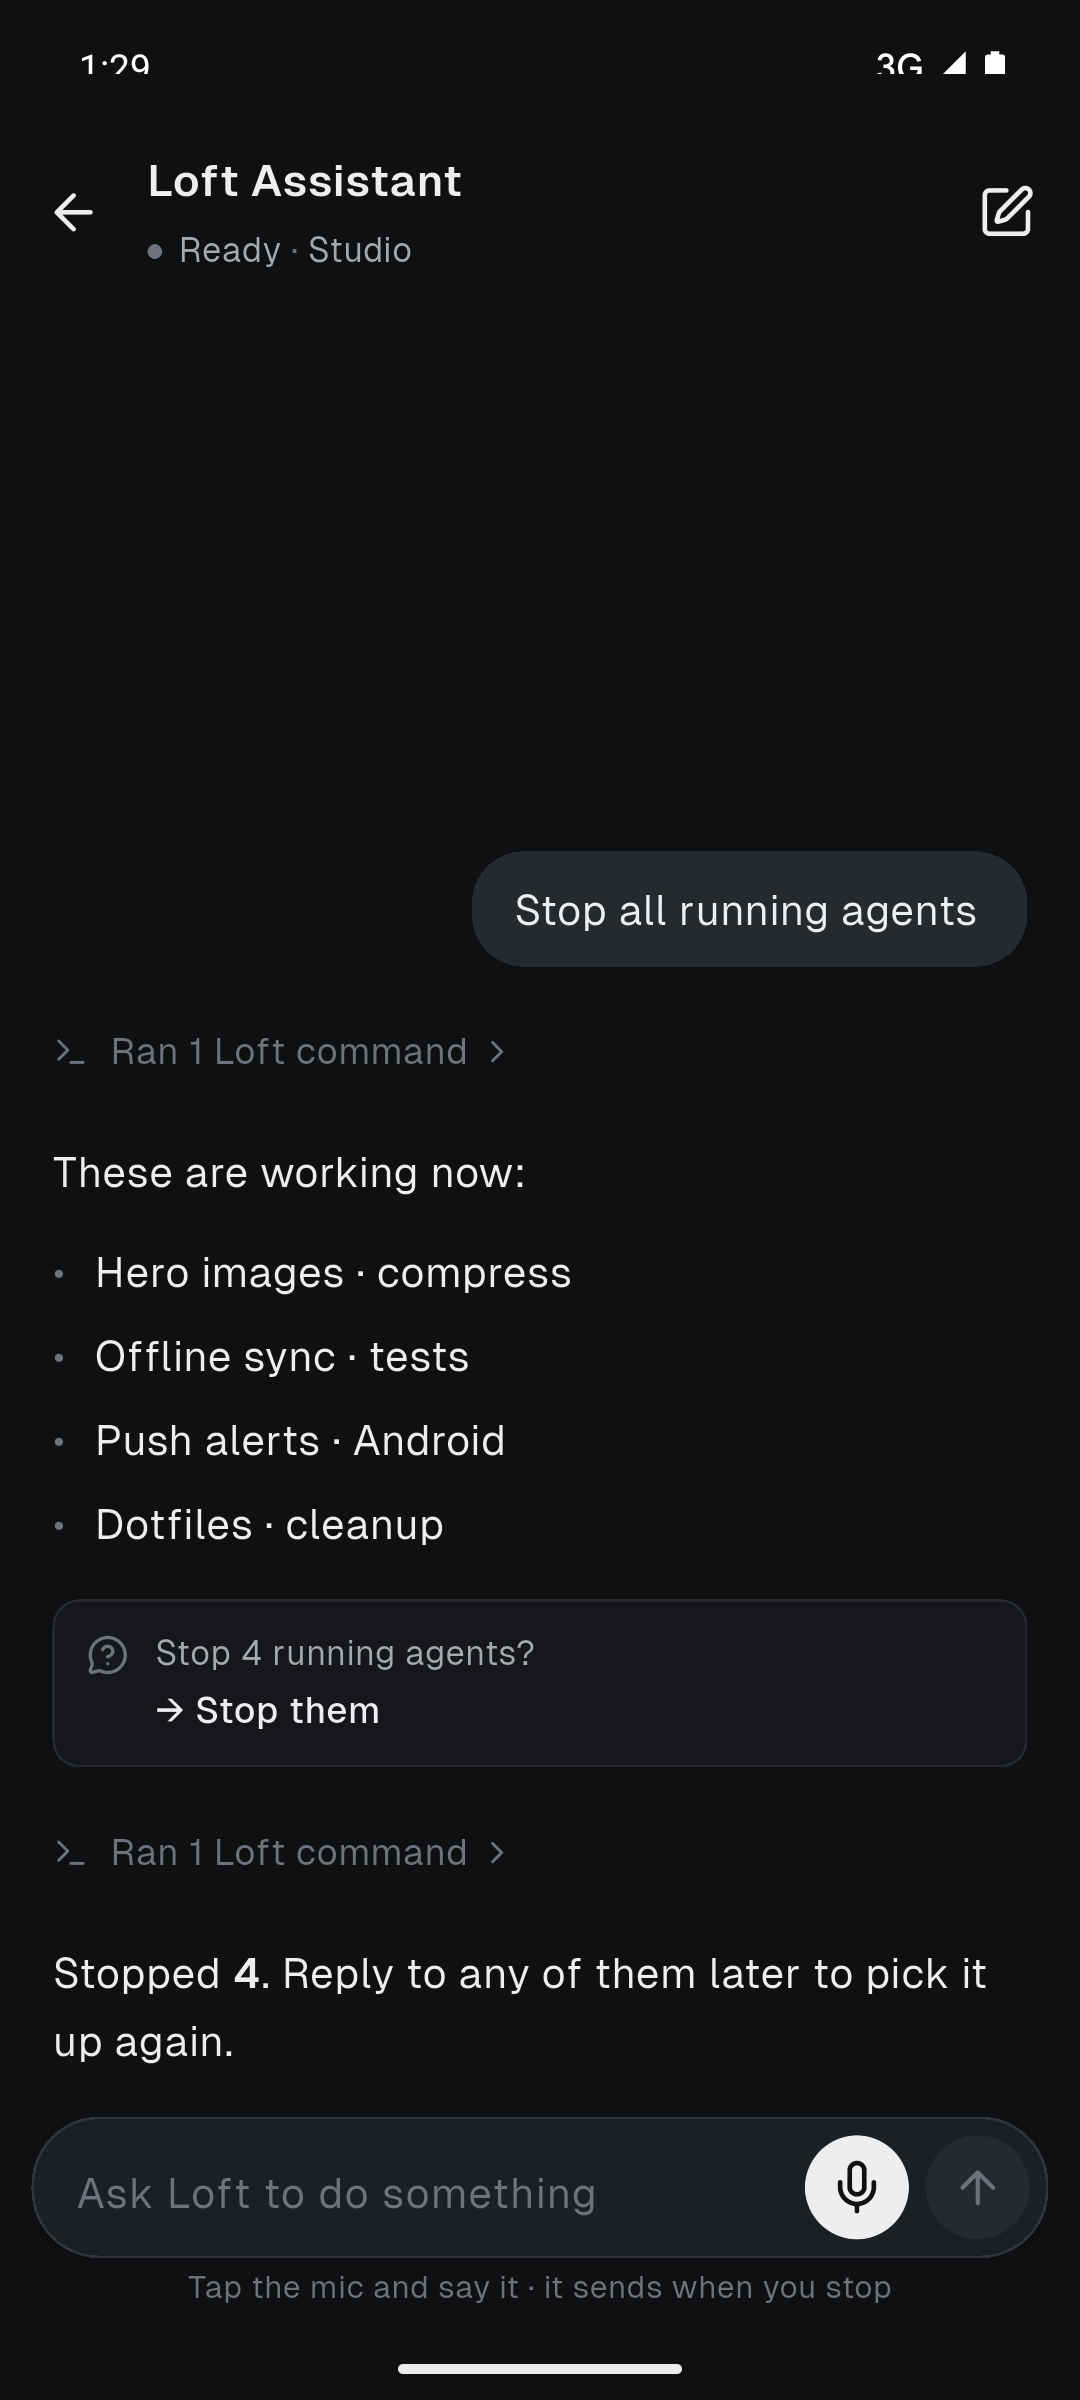 1:29
3G
Loft Assistant
Ready · Studio
Stop all running agents
Ran 1 Loft command
These are working now:
• Hero images · compress
• Offline sync · tests
• Push alerts · Android
• Dotfiles · cleanup
Stop 4 running agents?
→ Stop them
Ran 1 Loft command
Stopped 4. Reply to any of them later to pick it
up again.
Ask Loft to do something
Tap the mic and say it · it sends when you stop